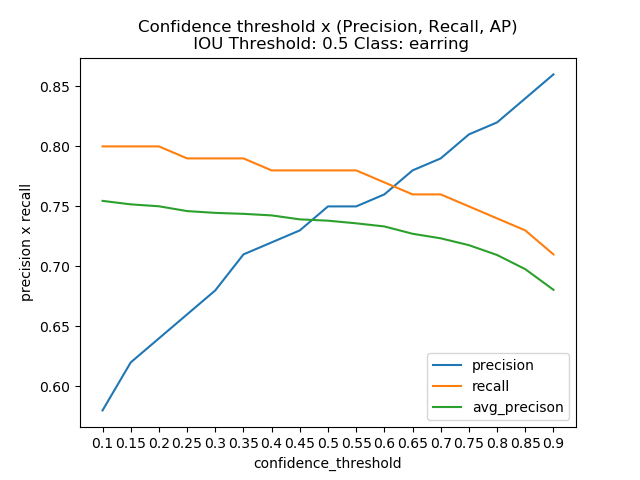 Confidence threshold x (Precision, Recall, AP)
IOU Threshold: 0.5 Class: earring
precision x recall
0.85
0.80
0.75
0.70
0.65
0.60
precision
recall
avg_precison
0.1 0.15 0.2 0.25 0.3 0.35 0.4 0.45 0.5 0.55 0.6 0.65 0.7 0.75 0.8 0.85 0.9
confidence_threshold